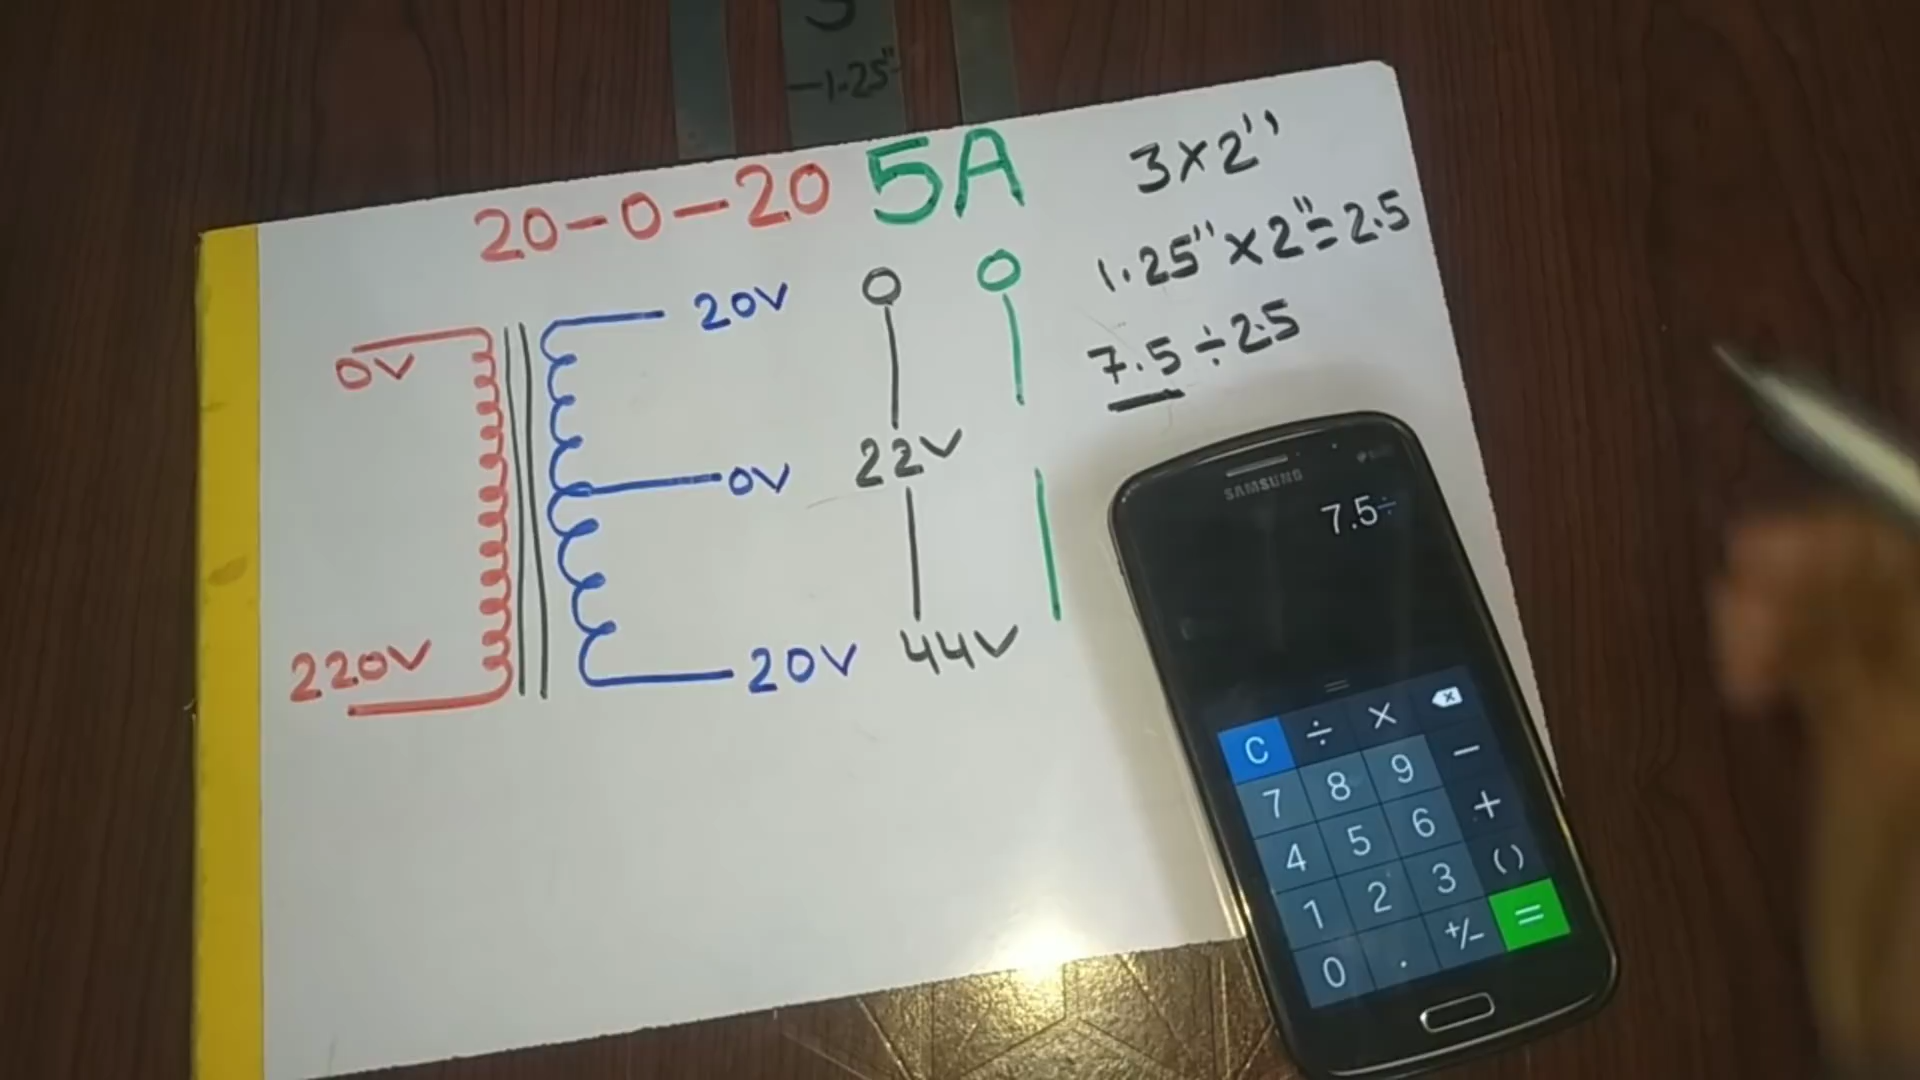 -1.25"
20-0-20 5A
3×2"
1.25"×2"=2.5
7.5÷2.5
0V
220V
20V
0V
20V
22V
44V
SAMSUNG
7.5÷
C ÷ ×
7 8 9 −
4 5 6 +
1 2 3 ()
0 . +/− =